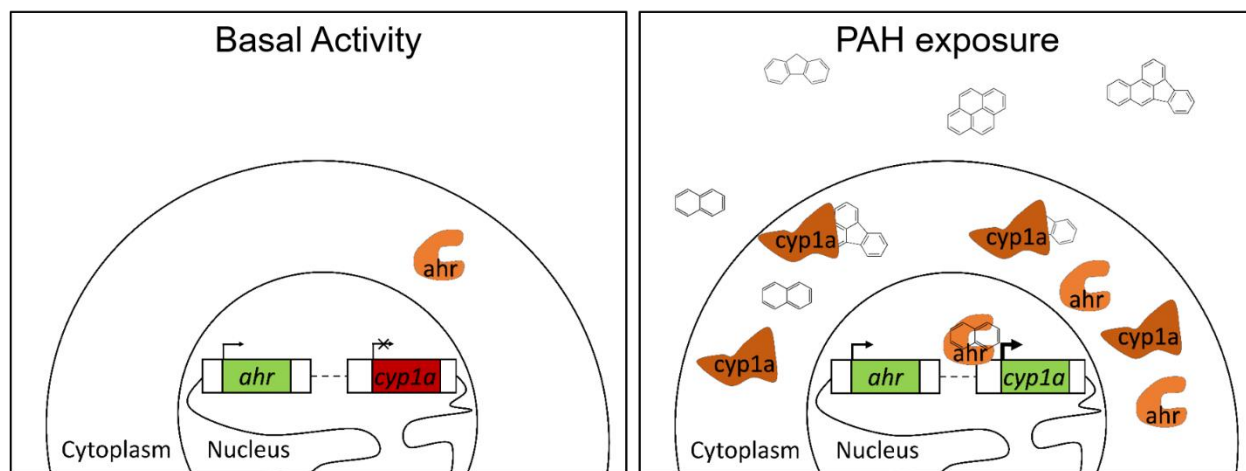 Basal Activity
ahr
ahr
cyp1a
Cytoplasm
Nucleus
PAH exposure
cyp1a
cyp1a
ahr
cyp1a
ahr
cyp1a
ahr
ahr
cyp1a
Cytoplasm
Nucleus